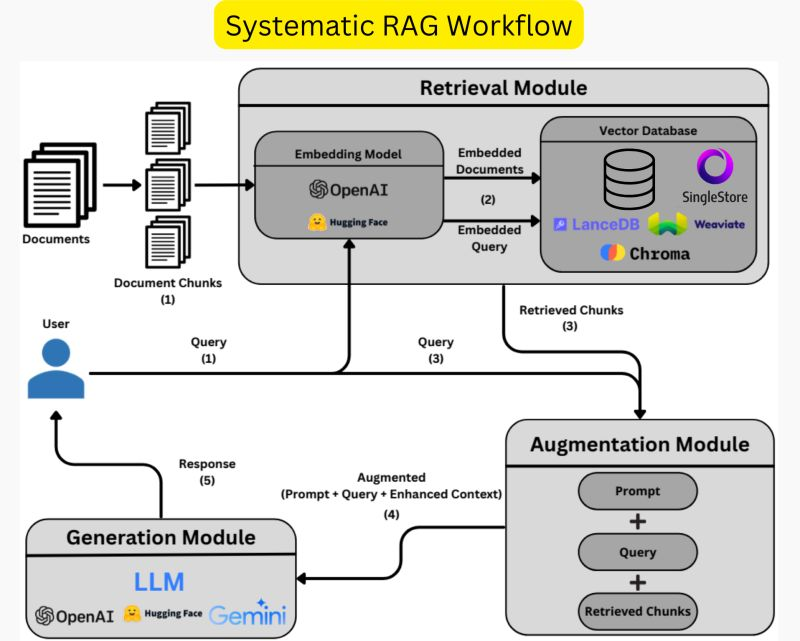 Systematic RAG Workflow
Retrieval Module
Embedding Model
OpenAI
Hugging Face
Embedded
Documents
(2)
Embedded
Query
Vector Database
SingleStore
LanceDB
Weaviate
Chroma
Documents
Document Chunks
(1)
User
Query
(1)
Query
(3)
Retrieved Chunks
(3)
Augmentation Module
Prompt
+
Query
+
Retrieved Chunks
Augmented
(Prompt + Query + Enhanced Context)
(4)
Response
(5)
Generation Module
LLM
OpenAI
Hugging Face
Gemini